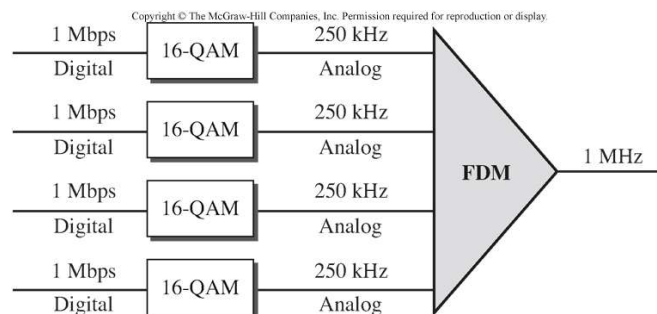 Copyright © The McGraw-Hill Companies, Inc. Permission required for reproduction or display.
1 Mbps
Digital
16-QAM
250 kHz
Analog
1 Mbps
Digital
16-QAM
250 kHz
Analog
1 Mbps
Digital
16-QAM
250 kHz
Analog
1 Mbps
Digital
16-QAM
250 kHz
Analog
FDM
1 MHz